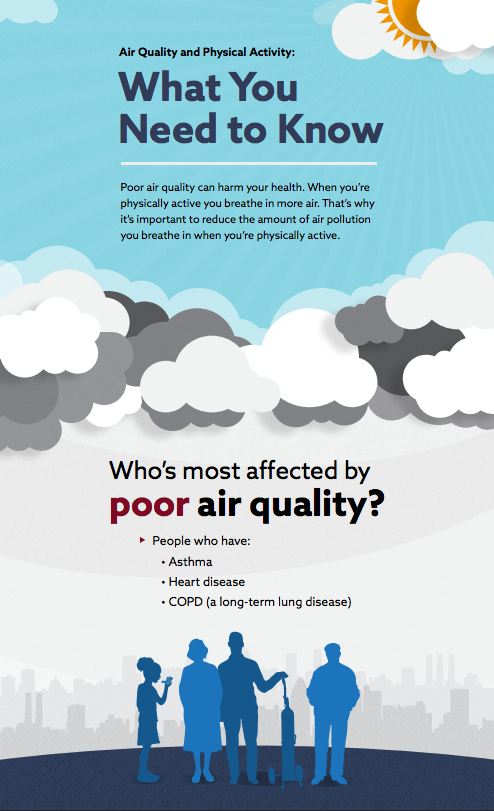 Air Quality and Physical Activity:
What You
Need to Know
Poor air quality can harm your health. When you’re
physically active you breathe in more air. That’s why
it’s important to reduce the amount of air pollution
you breathe in when you’re physically active.
Who’s most affected by
poor air quality?
People who have:
• Asthma
• Heart disease
• COPD (a long-term lung disease)